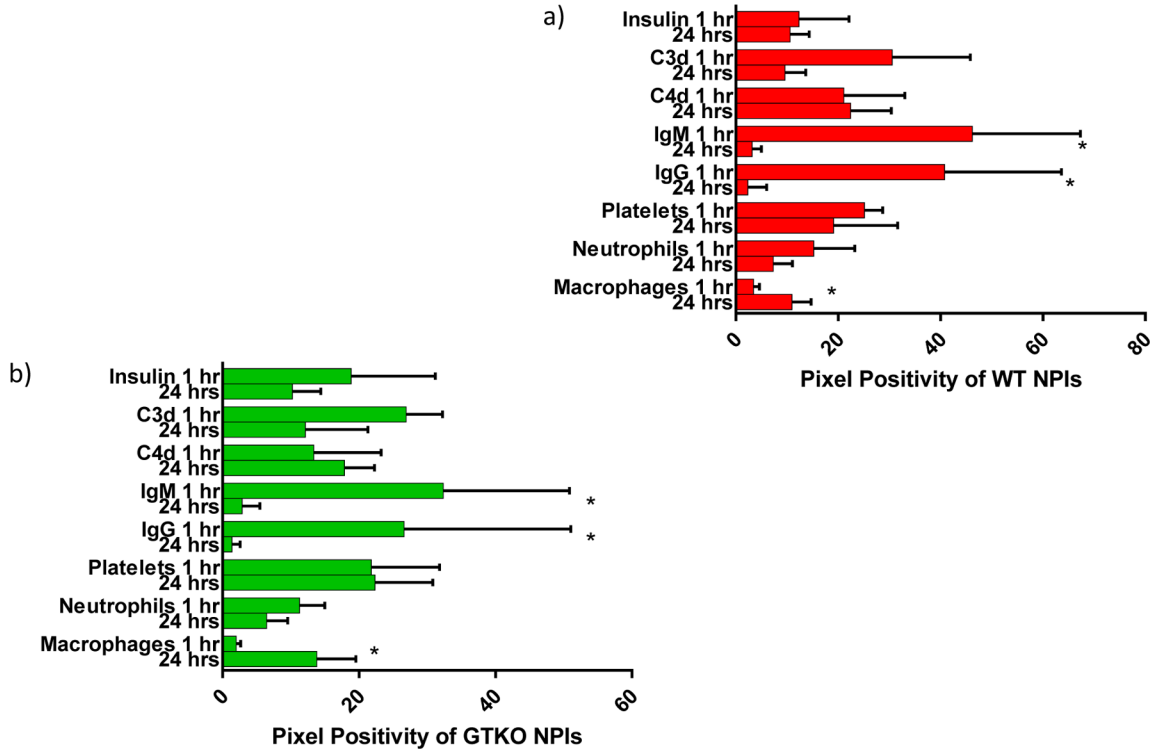 a)
Insulin 1 hr
24 hrs
C3d 1 hr
24 hrs
C4d 1 hr
24 hrs
IgM 1 hr
24 hrs
*
IgG 1 hr
24 hrs
*
Platelets 1 hr
24 hrs
Neutrophils 1 hr
24 hrs
Macrophages 1 hr
24 hrs
*
0 20 40 60 80
Pixel Positivity of WT NPIs
b)
Insulin 1 hr
24 hrs
C3d 1 hr
24 hrs
C4d 1 hr
24 hrs
IgM 1 hr
24 hrs
*
IgG 1 hr
24 hrs
*
Platelets 1 hr
24 hrs
Neutrophils 1 hr
24 hrs
Macrophages 1 hr
24 hrs
*
0 20 40 60
Pixel Positivity of GTKO NPIs